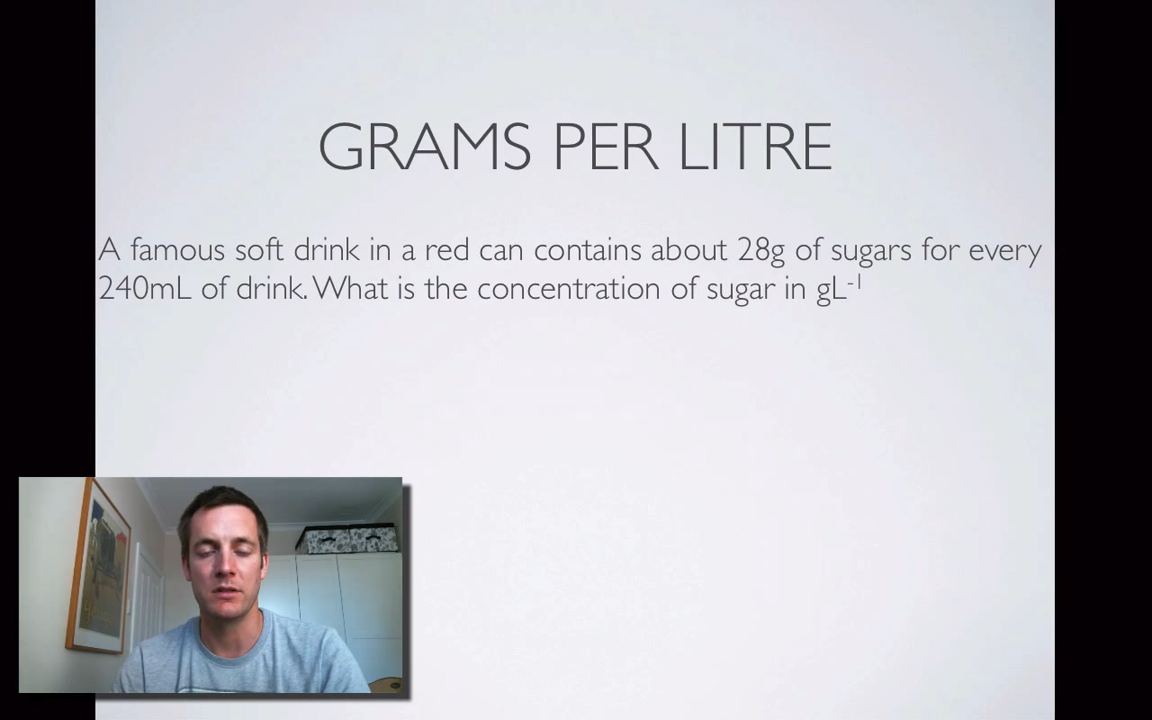 GRAMS PER LITRE
A famous soft drink in a red can contains about 28g of sugars for every
240mL of drink. What is the concentration of sugar in gL⁻¹